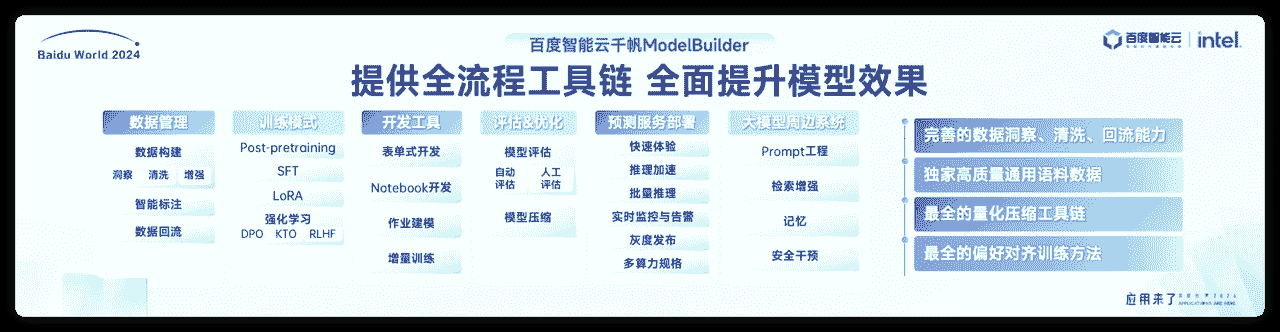 Baidu World 2024
百度智能云千帆ModelBuilder
百度智能云 | intel.
提供全流程工具链 全面提升模型效果
数据管理
数据构建
洞察 清洗 增强
智能标注
数据回流
训练模式
Post-pretraining
SFT
LoRA
强化学习
DPO KTO RLHF
开发工具
表单式开发
Notebook开发
作业建模
增量训练
评估&优化
模型评估
自动 人工
评估 评估
模型压缩
预测服务部署
快速体验
推理加速
批量推理
实时监控与告警
灰度发布
多算力规格
大模型周边系统
Prompt工程
检索增强
记忆
安全干预
完善的数据洞察、清洗、回流能力
独家高质量通用语料数据
最全的量化压缩工具链
最全的偏好对齐训练方法
应用来了
APPLICATIONS ARE HERE